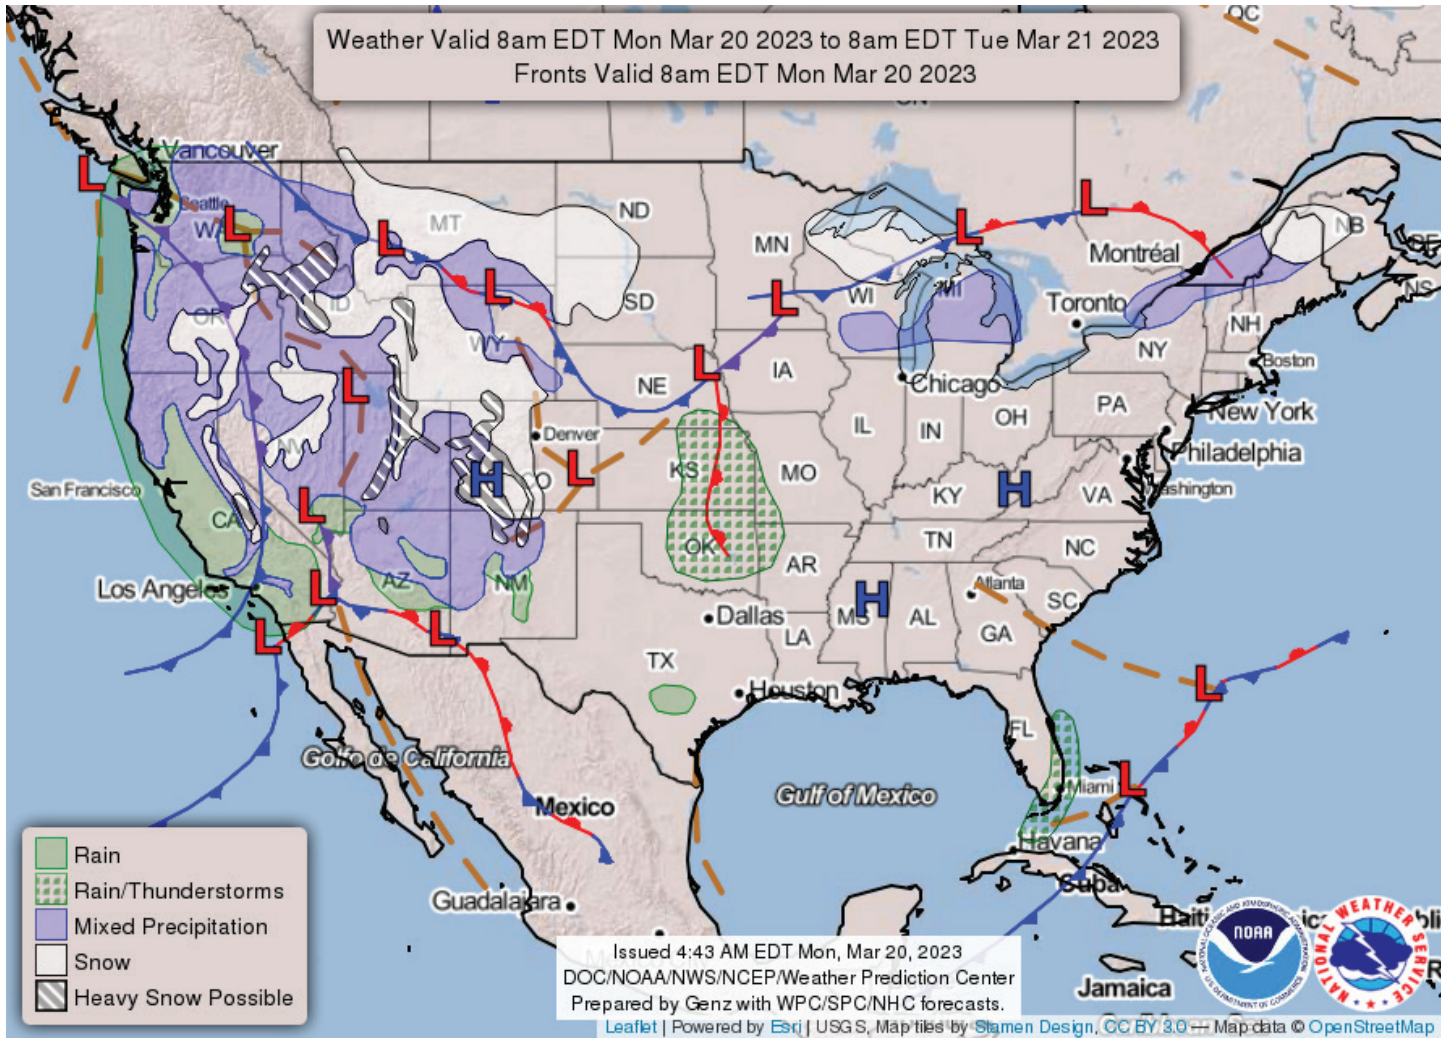 Weather Valid 8am EDT Mon Mar 20 2023 to 8am EDT Tue Mar 21 2023
Fronts Valid 8am EDT Mon Mar 20 2023
QC
Vancouver
L
Seattle
L
L
MT
ND
MN
L
L
Montréal
NB
NS
OR
ID
L
SD
L
WI
MI
Toronto
NH
WY
NE
L
IA
NY
Boston
L
Chicago
PA
New York
Denver
IL
IN
OH
Philadelphia
San Francisco
NV
H
L
KS
MO
KY
H
VA
L
CA
OK
TN
NC
Los Angeles
AZ
NM
AR
Atlanta
SC
L
L
L
Dallas
LA
MS
H
AL
GA
TX
Houston
L
FL
Golfo de California
Mexico
Gulf of Mexico
Miami
L
Havana
Cuba
Guadalajara
Haiti
Jamaica
Rain
Rain/Thunderstorms
Mixed Precipitation
Snow
Heavy Snow Possible
Issued 4:43 AM EDT Mon, Mar 20, 2023
DOC/NOAA/NWS/NCEP/Weather Prediction Center
Prepared by Genz with WPC/SPC/NHC forecasts.
Leaflet | Powered by Esri | USGS, Map tiles by Stamen Design, CC BY 3.0 — Map data © OpenStreetMap
NOAA
NATIONAL WEATHER SERVICE